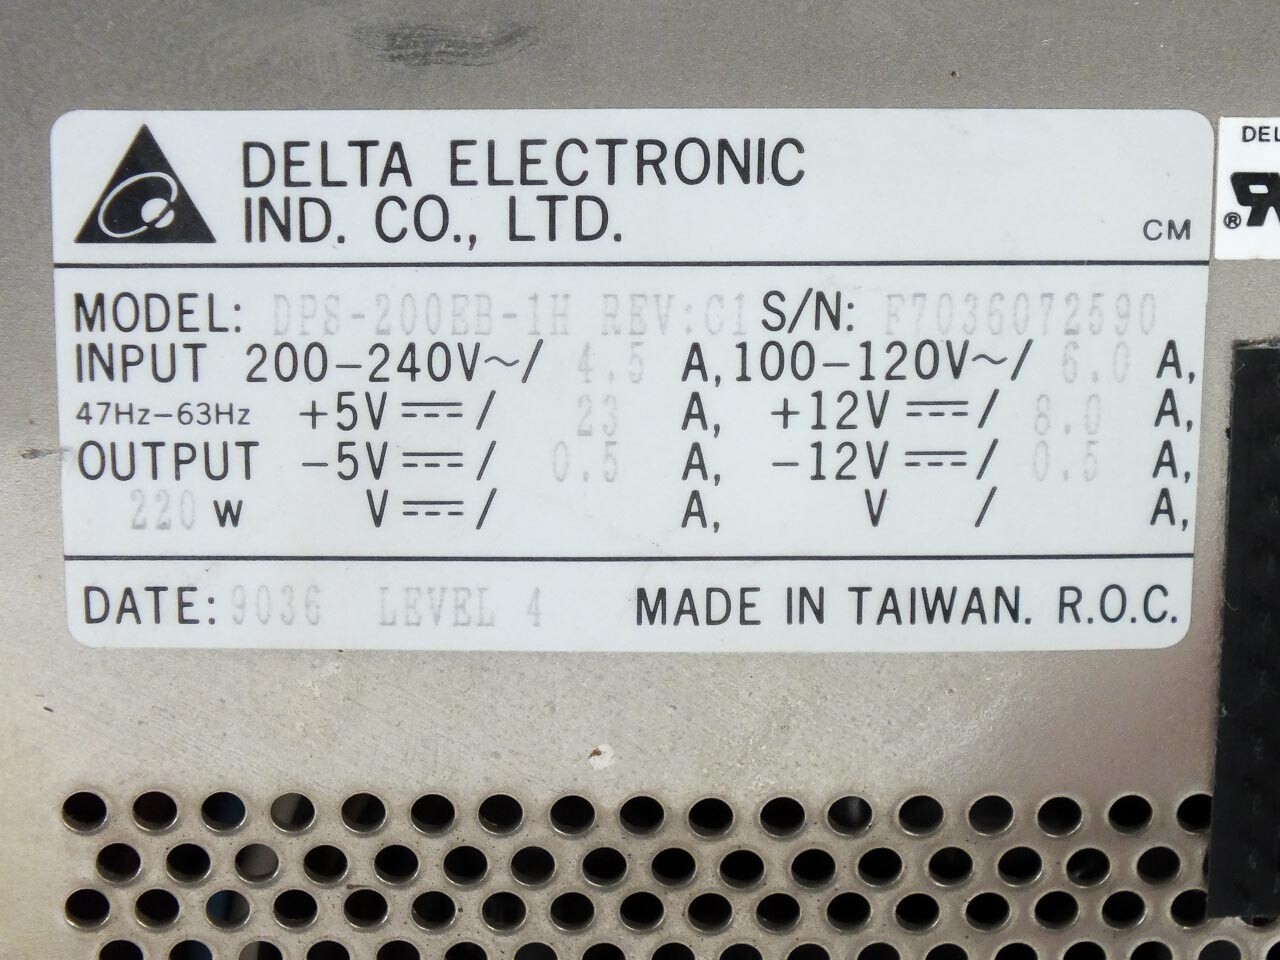 DELTA ELECTRONIC
IND. CO., LTD.
CM
MODEL: DPS-200EB-1H REV:C1 S/N: F7036072590
INPUT 200-240V~/ 4.5 A, 100-120V~/ 6.0 A,
47Hz-63Hz +5V⎓/ 23 A, +12V⎓/ 8.0 A,
OUTPUT -5V⎓/ 0.5 A, -12V⎓/ 0.5 A,
220 W V⎓/ A, V / A,
DATE: 9036 LEVEL 4 MADE IN TAIWAN. R.O.C.
DEL
®